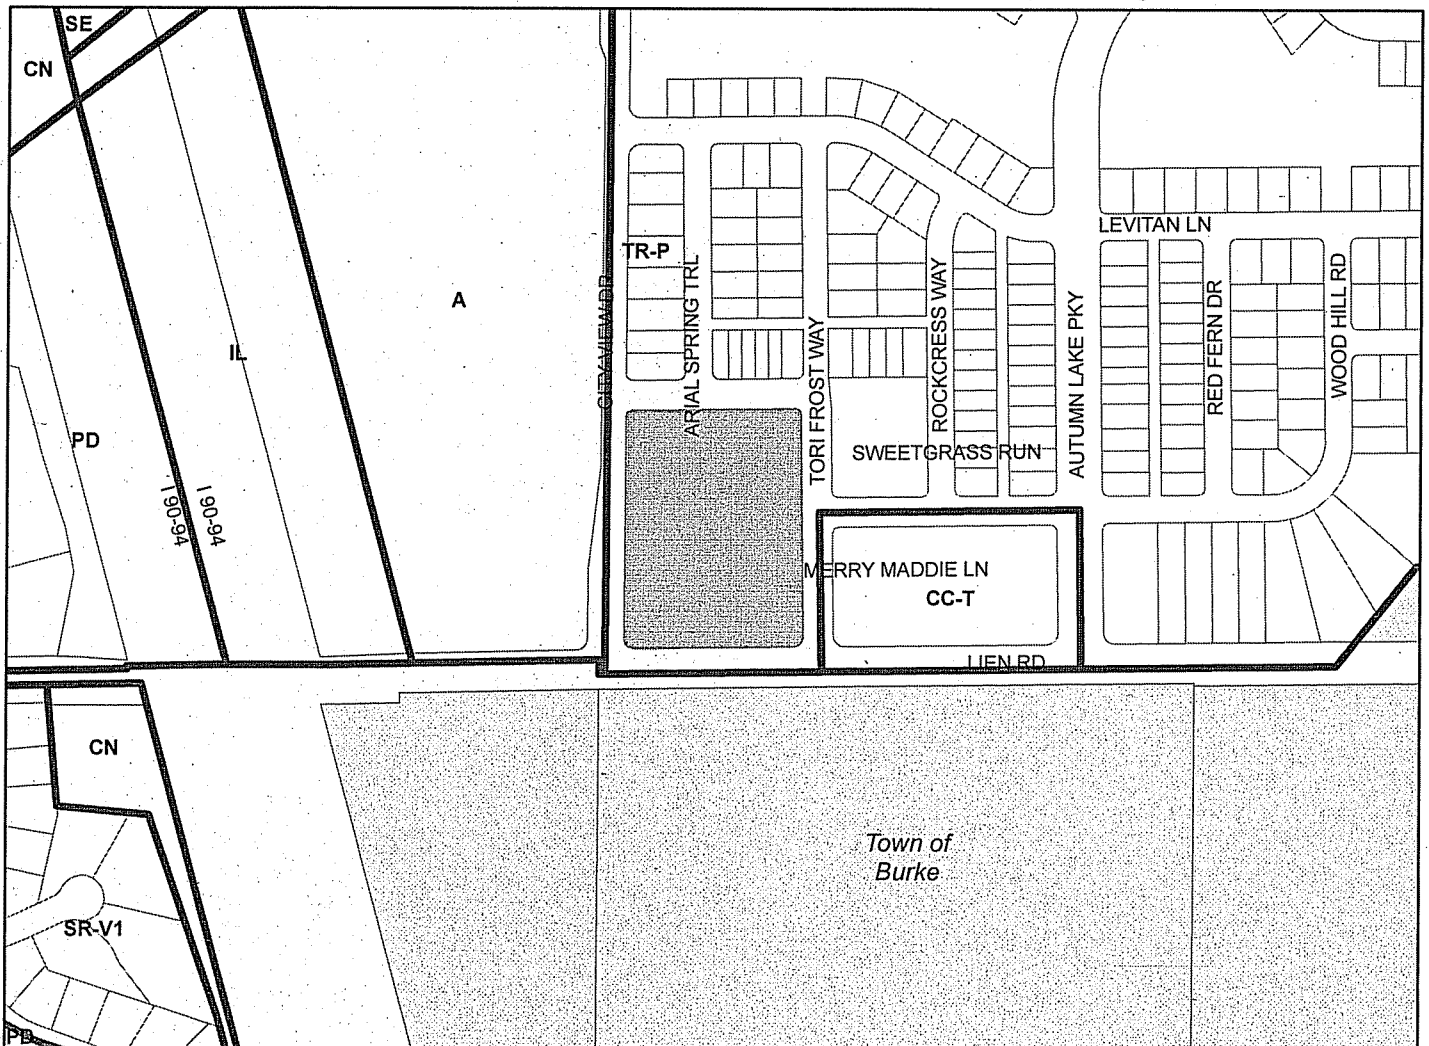 SE
CN
LEVITAN LN
TR-P
A
CITY VIEW DR
ARIAL SPRING TRL
TORI FROST WAY
ROCKCRESS WAY
AUTUMN LAKE PKY
RED FERN DR
WOOD HILL RD
IL
PD
SWEETGRASS RUN
I 90-94
I 90-94
MERRY MADDIE LN
CC-T
LIEN RD
CN
Town of
Burke
SR-V1
PD